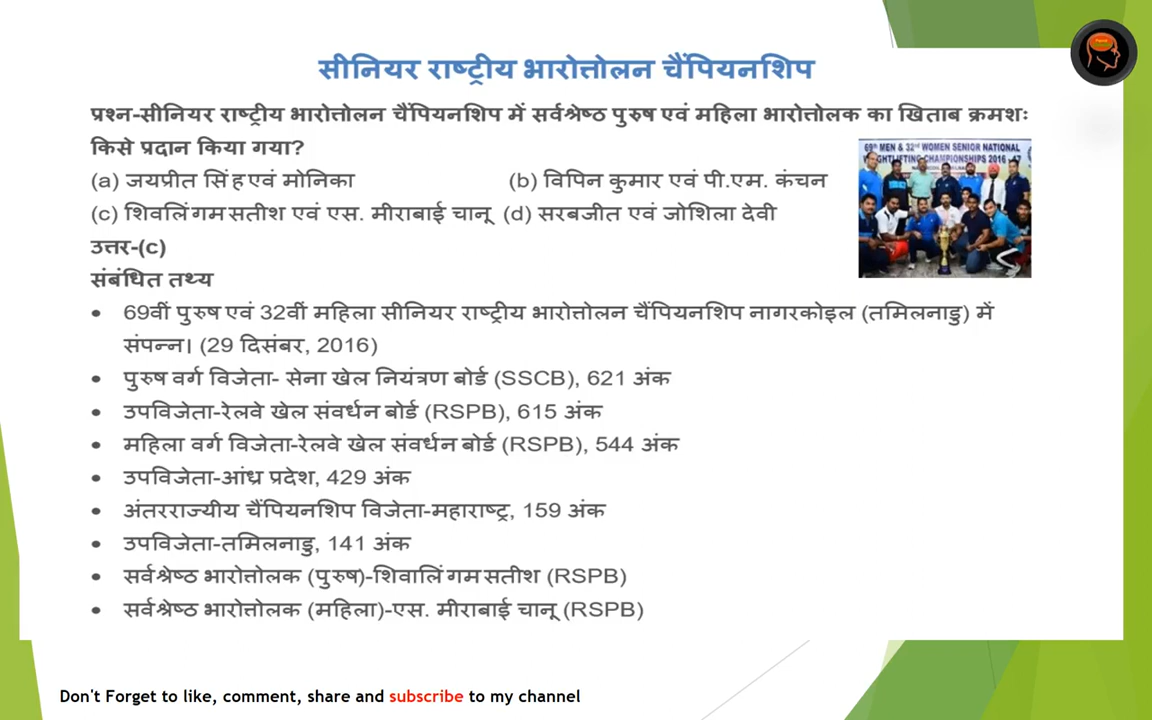 सीनियर राष्ट्रीय भारोत्तोलन चैंपियनशिप
प्रश्न-सीनियर राष्ट्रीय भारोत्तोलन चैंपियनशिप में सर्वश्रेष्ठ पुरुष एवं महिला भारोत्तोलक का खिताब क्रमशः
किसे प्रदान किया गया?
(a) जयप्रीत सिंह एवं मोनिका (b) विपिन कुमार एवं पी.एम. कंचन
(c) शिवलिंगम सतीश एवं एस. मीराबाई चानू (d) सरबजीत एवं जोशिला देवी
उत्तर-(c)
संबंधित तथ्य
• 69वीं पुरुष एवं 32वीं महिला सीनियर राष्ट्रीय भारोत्तोलन चैंपियनशिप नागरकोइल (तमिलनाडु) में
संपन्न। (29 दिसंबर, 2016)
• पुरुष वर्ग विजेता- सेना खेल नियंत्रण बोर्ड (SSCB), 621 अंक
• उपविजेता-रेलवे खेल संवर्धन बोर्ड (RSPB), 615 अंक
• महिला वर्ग विजेता-रेलवे खेल संवर्धन बोर्ड (RSPB), 544 अंक
• उपविजेता-आंध्र प्रदेश, 429 अंक
• अंतरराज्यीय चैंपियनशिप विजेता-महाराष्ट्र, 159 अंक
• उपविजेता-तमिलनाडु, 141 अंक
• सर्वश्रेष्ठ भारोत्तोलक (पुरुष)-शिवालिंगम सतीश (RSPB)
• सर्वश्रेष्ठ भारोत्तोलक (महिला)-एस. मीराबाई चानू (RSPB)
69th MEN & 32nd WOMEN SENIOR NATIONAL
WEIGHTLIFTING CHAMPIONSHIPS 2016-17
Don't Forget to like, comment, share and subscribe to my channel